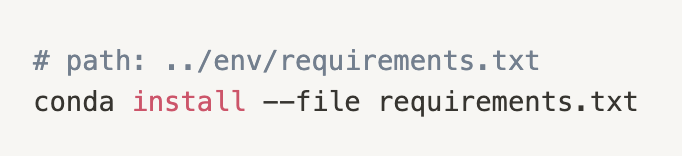 # path: ../env/requirements.txt
conda install --file requirements.txt